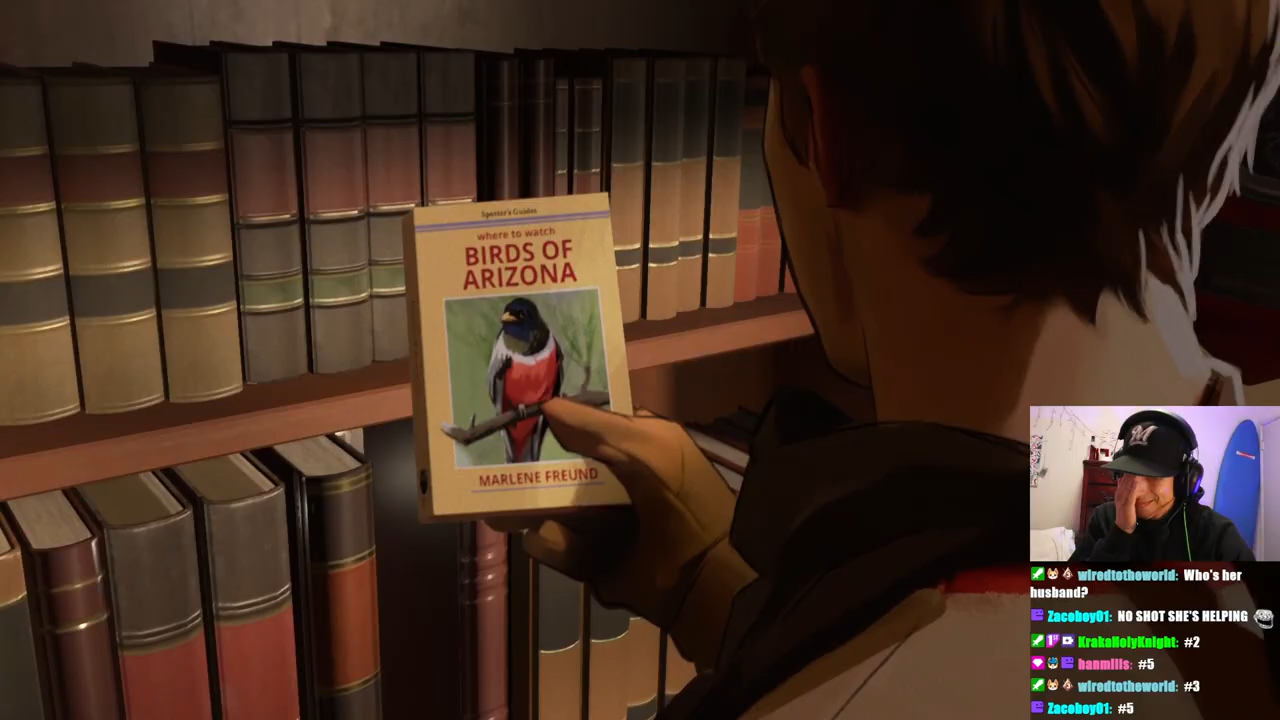 Spenter's Guides
where to watch
BIRDS OF
ARIZONA
MARLENE FREUND
M
wiredtotheworld: Who's her
husband?
Zacoboy01: NO SHOT SHE'S HELPING
KrakaHolyKnight: #2
hanmills: #5
wiredtotheworld: #3
Zacoboy01: #5